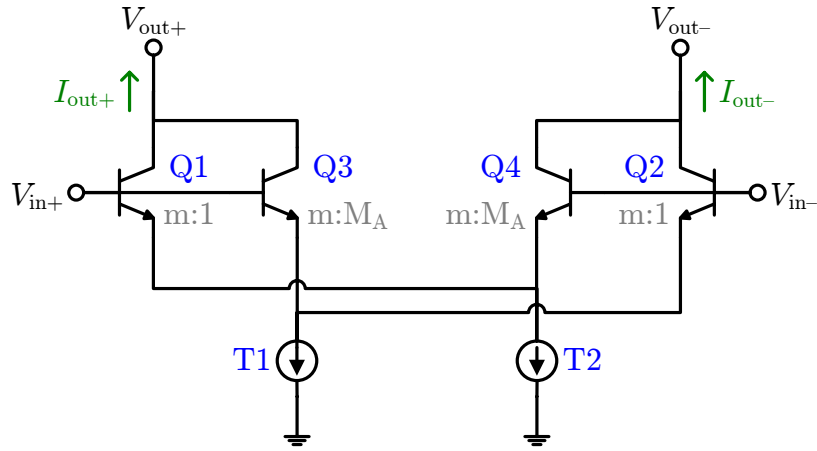 V_out+
V_out–
I_out+
I_out–
Q1
Q3
Q4
Q2
V_in+
V_in–
m:1
m:M_A
m:M_A
m:1
T1
T2